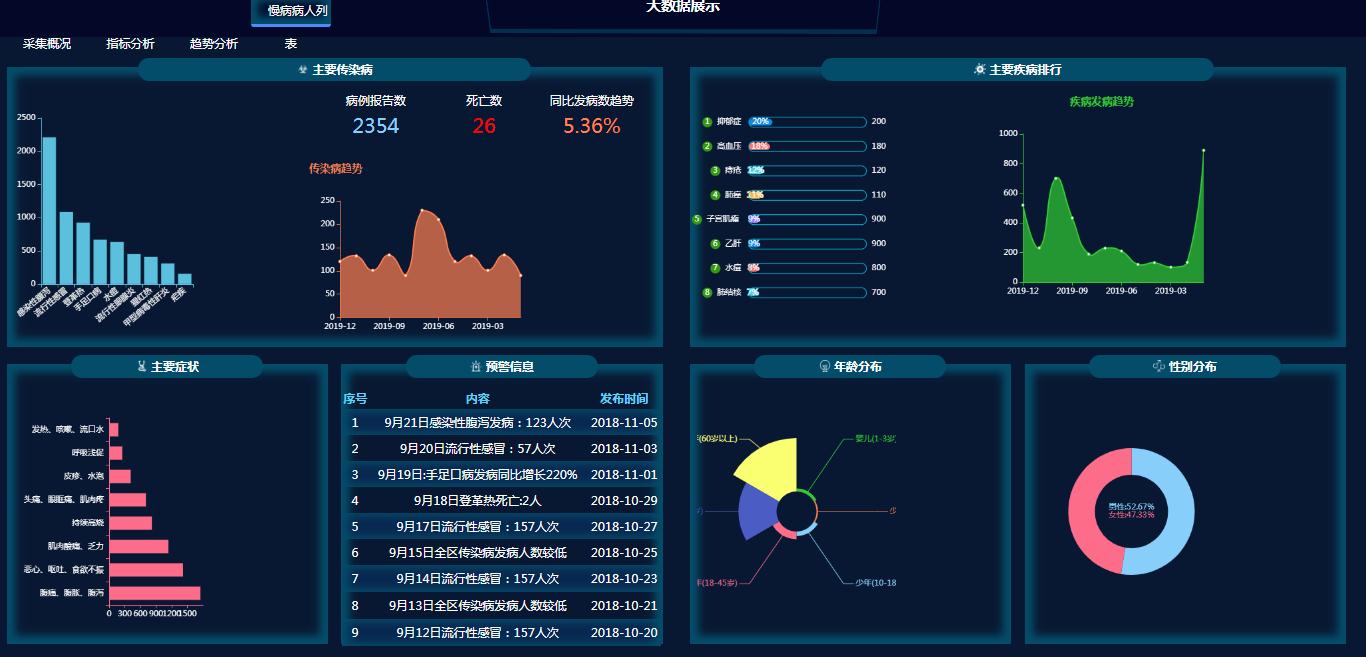 慢病病人列
大数据展示
采集概况 指标分析 趋势分析 表
主要传染病
病例报告数 死亡数 同比发病数趋势
2354 26 5.36%
2500
2000
1500
1000
500
0
感染性腹泻 流行性感冒 登革热 手足口病 水痘 流行性腮腺炎 猩红热 甲型病毒性肝炎 疟疾
传染病趋势
250
200
150
100
50
0
2019-12 2019-09 2019-06 2019-03
主要疾病排行
1 抑郁症 20% 200
2 高血压 18% 180
3 痔疮 12% 120
4 肺癌 11% 110
5 子宫肌瘤 9% 900
6 乙肝 9% 900
7 水痘 8% 800
8 肺结核 7% 700
疾病发病趋势
1000
800
600
400
200
0
2019-12 2019-09 2019-06 2019-03
主要症状
发热、咳嗽、流口水
呼吸浅促
皮疹、水泡
头痛、眼眶痛、肌肉疼
持续高烧
肌肉酸痛、乏力
恶心、呕吐、食欲不振
腹痛、腹胀、腹泻
0 300 600 900 1200 1500
预警信息
序号 内容 发布时间
1 9月21日感染性腹泻发病：123人次 2018-11-05
2 9月20日流行性感冒：57人次 2018-11-03
3 9月19日:手足口病发病同比增长220% 2018-11-01
4 9月18日登革热死亡:2人 2018-10-29
5 9月17日流行性感冒：157人次 2018-10-27
6 9月15日全区传染病发病人数较低 2018-10-25
7 9月14日流行性感冒：157人次 2018-10-23
8 9月13日全区传染病发病人数较低 2018-10-21
9 9月12日流行性感冒：157人次 2018-10-20
年龄分布
(60岁以上) 婴儿(1-3岁)
少
(18-45岁) 少年(10-18
性别分布
男性:52.67%
女性:47.33%